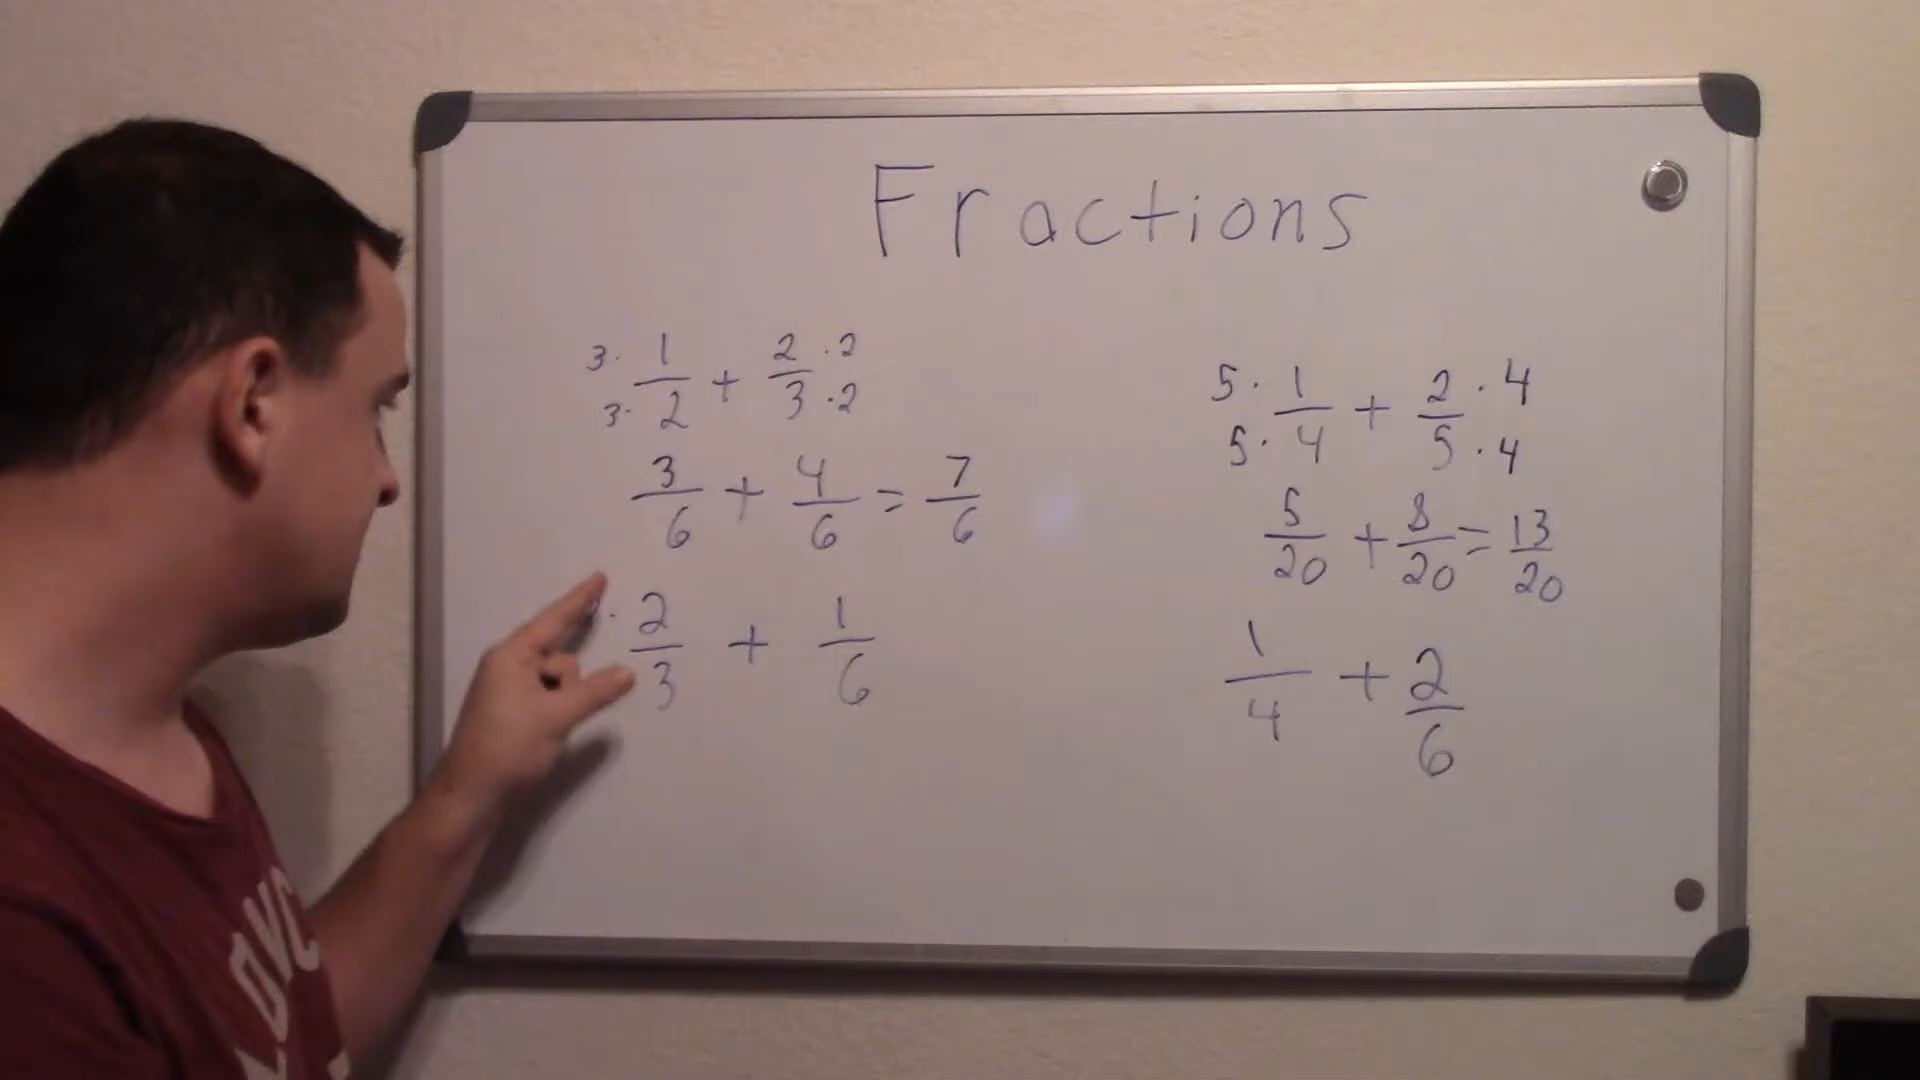 Fractions
3· 1/3· 2 + 2·2/3·2
3/6 + 4/6 = 7/6
2/3 + 1/6
5· 1/5· 4 + 2·4/5·4
5/20 + 8/20 = 13/20
1/4 + 2/6
DVC